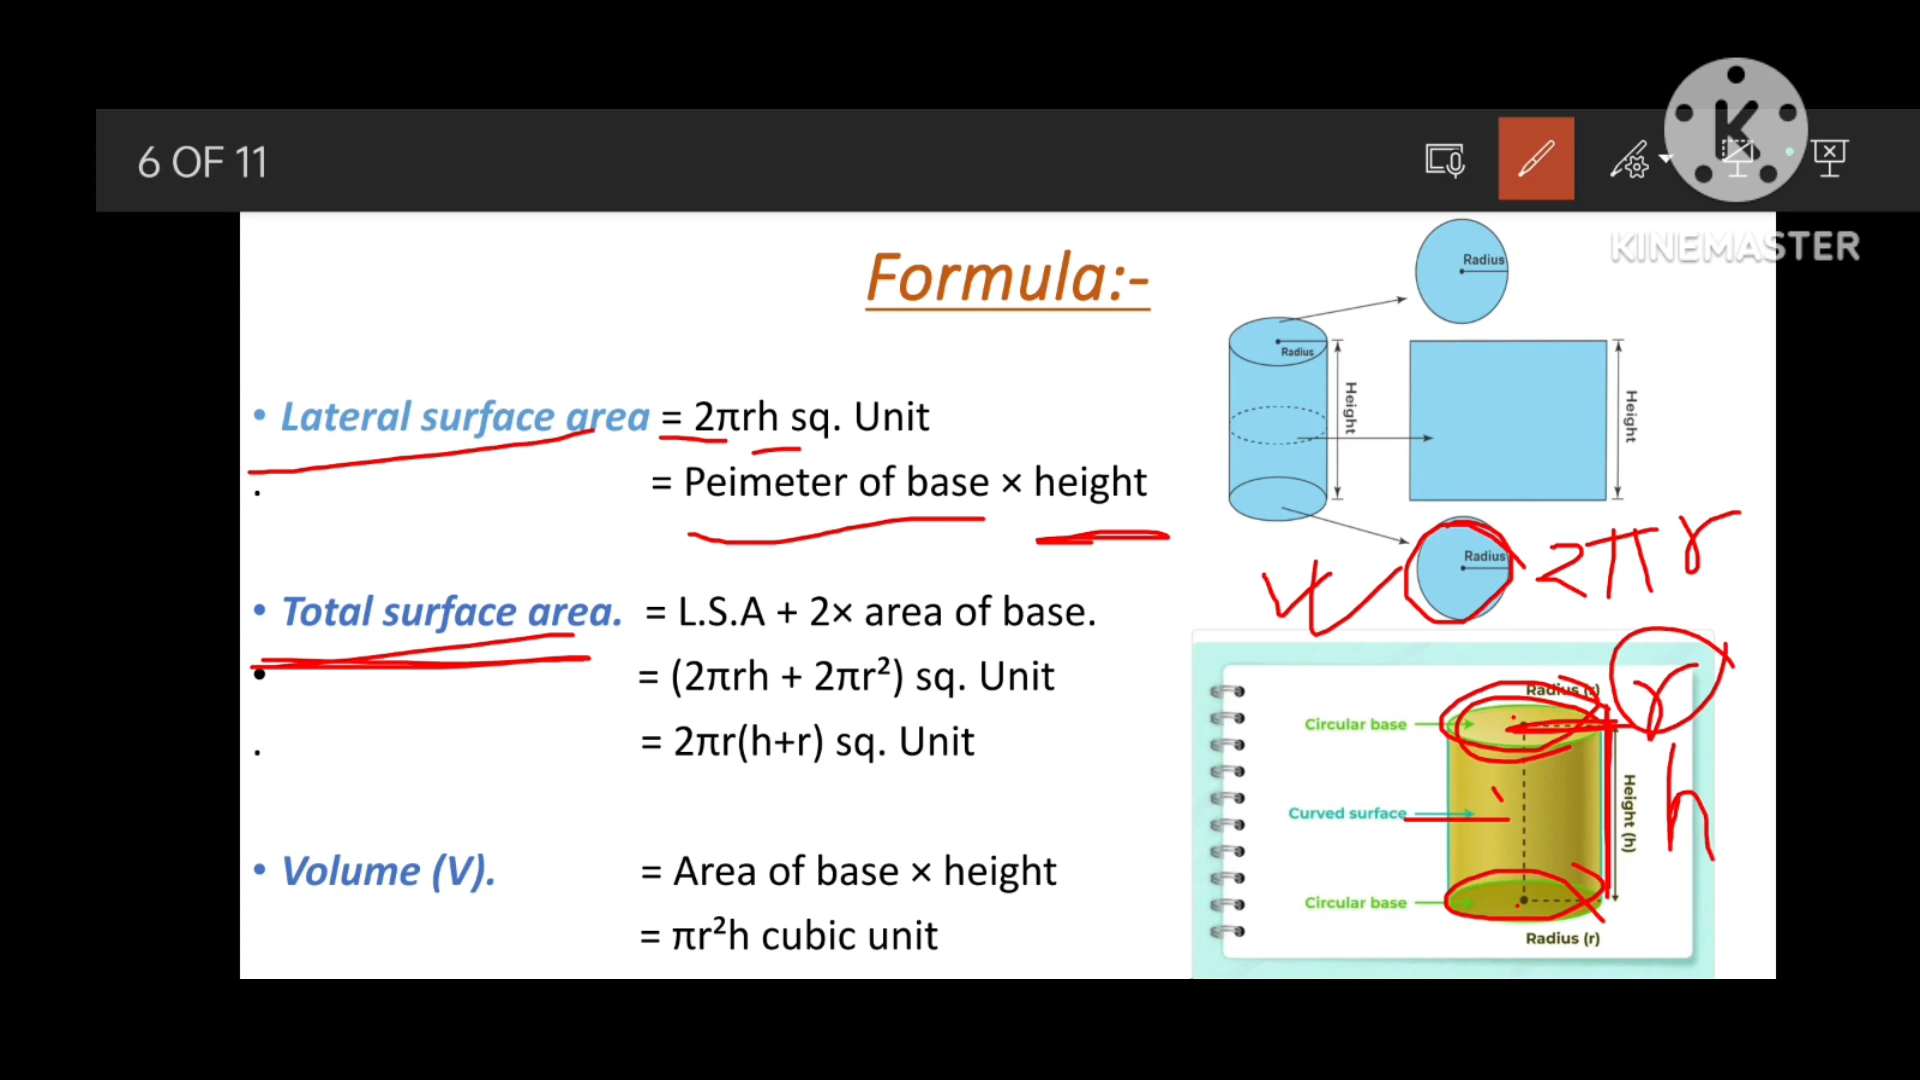 6 OF 11
K
KINEMASTER
Formula:-
Radius
Radius
Height
Height
• Lateral surface area = 2πrh sq. Unit
. = Peimeter of base × height
Radius
2πr
• Total surface area. = L.S.A + 2× area of base.
• = (2πrh + 2πr²) sq. Unit
. = 2πr(h+r) sq. Unit
Radius (r)
r
Circular base
h
Curved surface
Height (h)
Circular base
Radius (r)
• Volume (V). = Area of base × height
= πr²h cubic unit